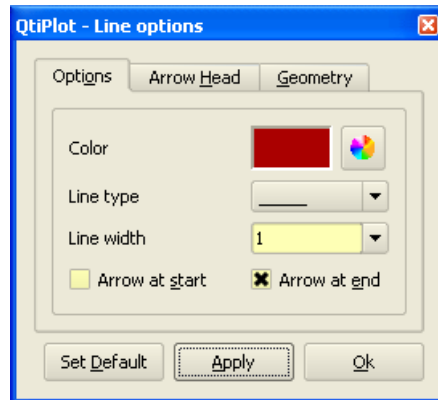 QtiPlot - Line options
Options Arrow Head Geometry
Color
Line type
Line width 1
Arrow at start Arrow at end
Set Default Apply Ok